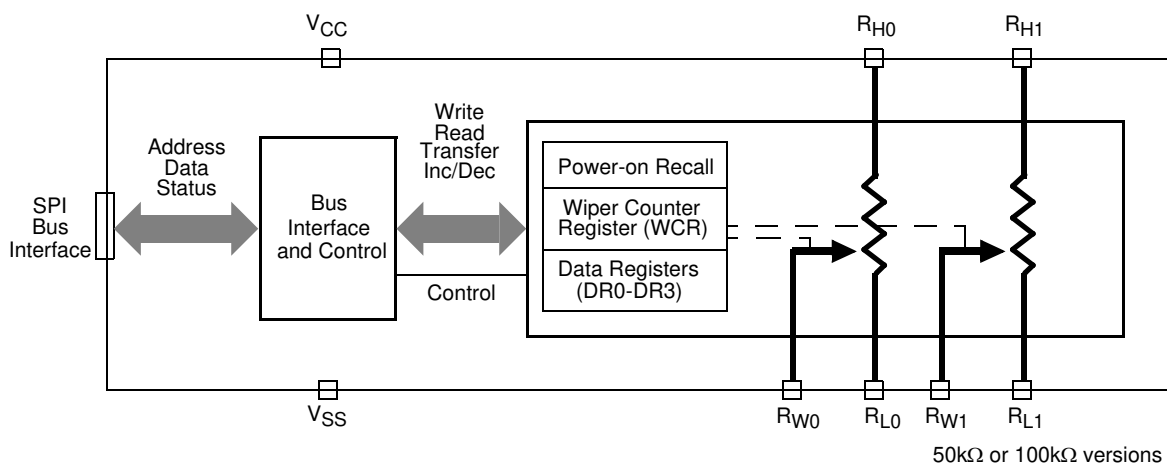 VCC
RH0
RH1
Address
Data
Status
SPI
Bus
Interface
Bus
Interface
and Control
Write
Read
Transfer
Inc/Dec
Control
Power-on Recall
Wiper Counter
Register (WCR)
Data Registers
(DR0-DR3)
VSS
RW0
RL0
RW1
RL1
50kΩ or 100kΩ versions